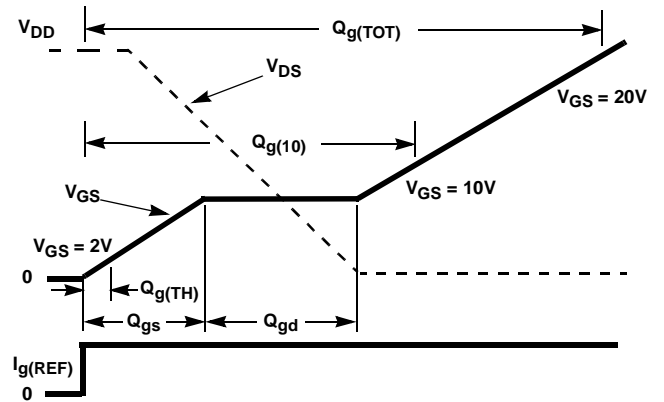 V_DD
Q_g(TOT)
V_DS
V_GS = 20V
Q_g(10)
V_GS
V_GS = 10V
V_GS = 2V
0
Q_g(TH)
Q_gs
Q_gd
I_g(REF)
0